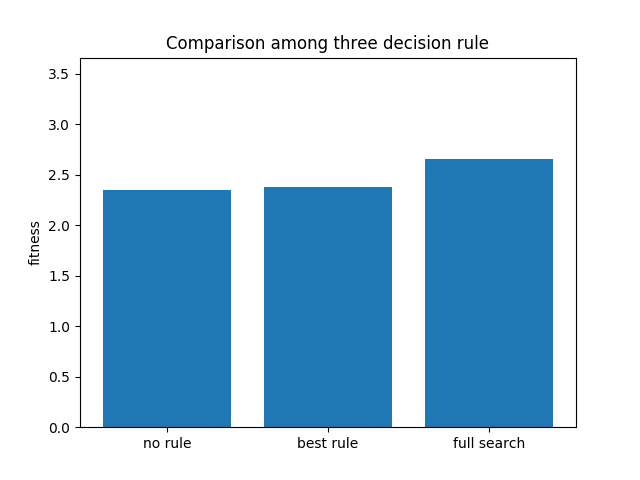 Comparison among three decision rule
3.5
3.0
2.5
2.0
1.5
1.0
0.5
0.0
fitness
no rule
best rule
full search